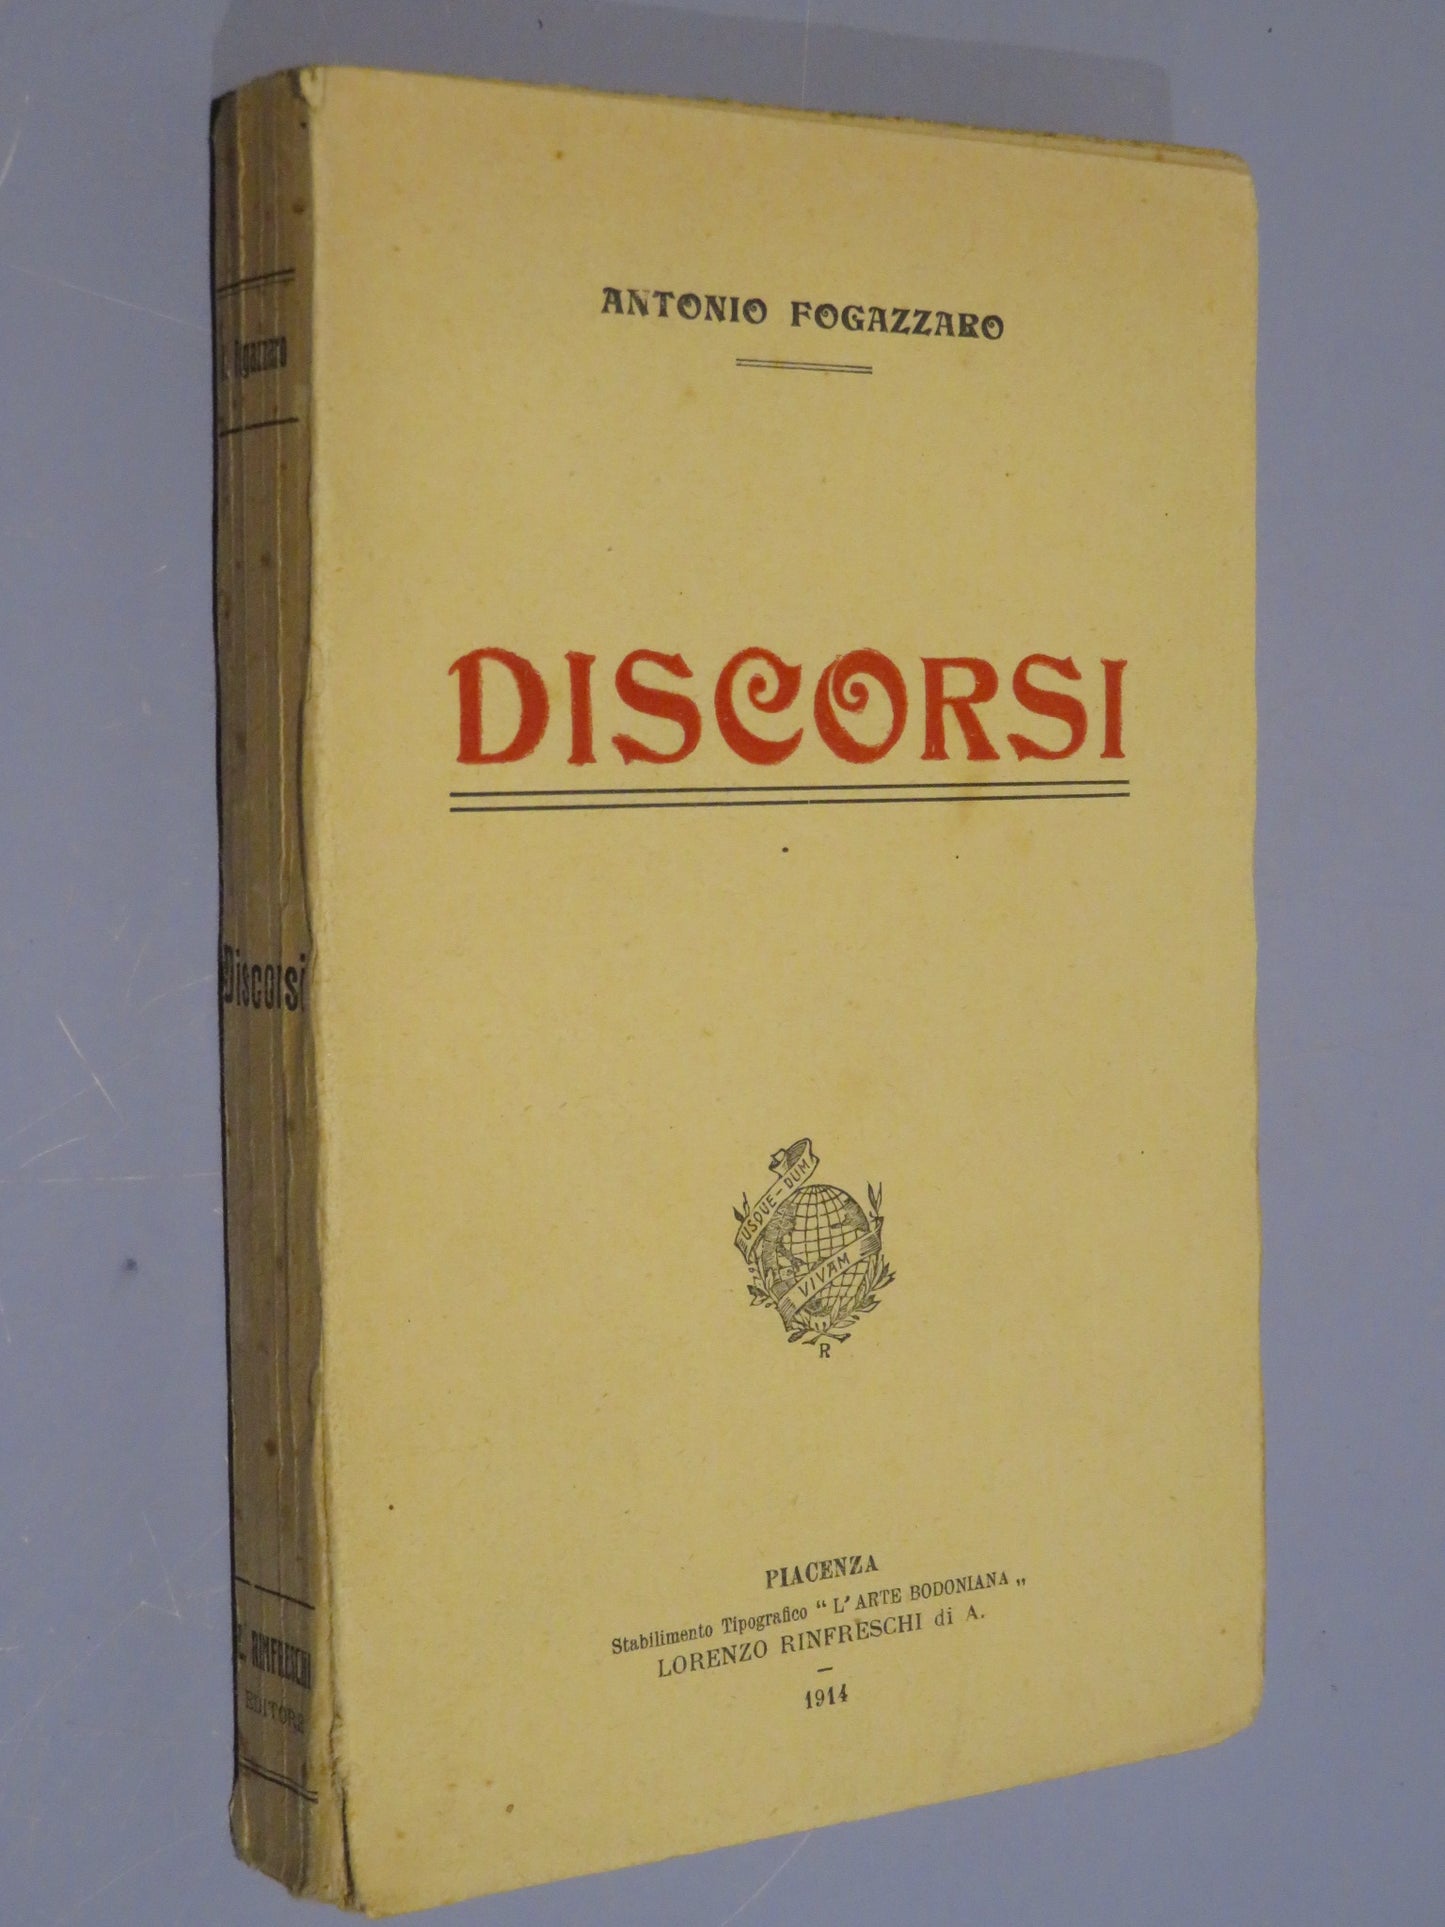 ANTONIO FOGAZZARO
DISCORSI
USQUE-DUM
VIVAM
R
PIACENZA
Stabilimento Tipografico “ L' ARTE BODONIANA „
LORENZO RINFRESCHI di A.
1914
Fogazzaro
Discorsi
L. RINFRESCHI
EDITORE